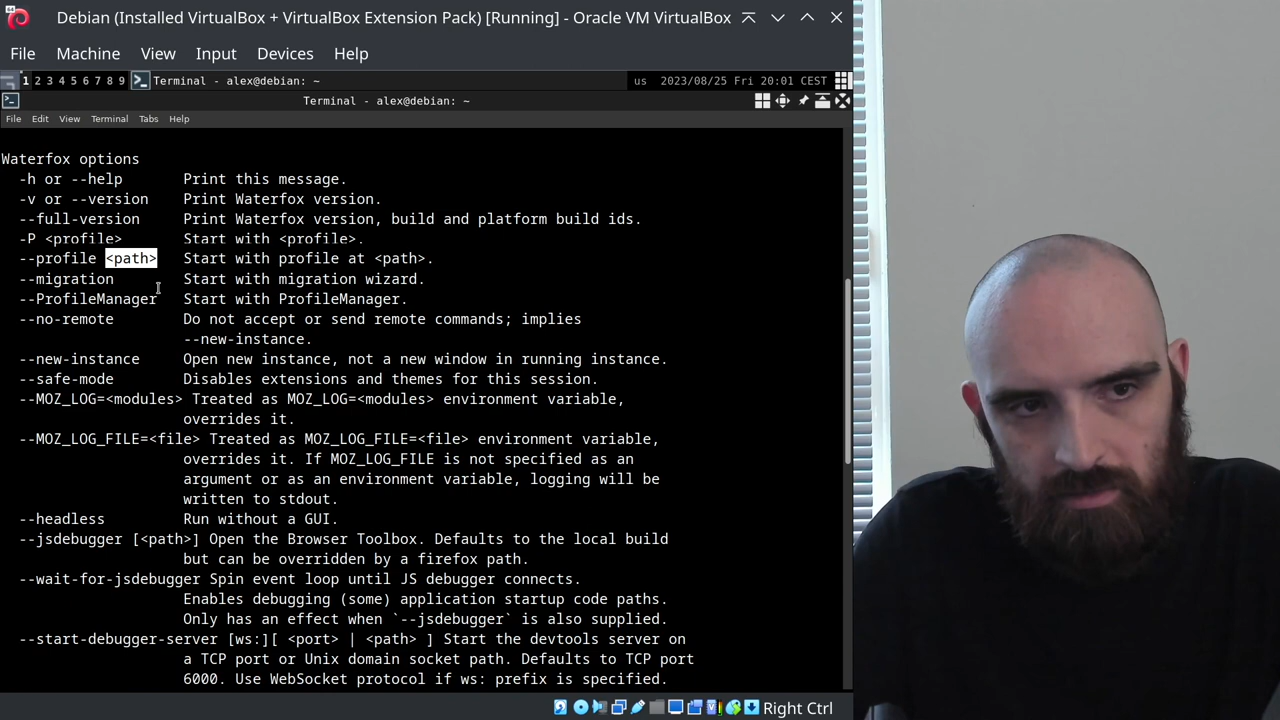 Debian (Installed VirtualBox + VirtualBox Extension Pack) [Running] - Oracle VM VirtualBox
File Machine View Input Devices Help
1 2 3 4 5 6 7 8 9 Terminal - alex@debian: ~ us 2023/08/25 Fri 20:01 CEST
Terminal - alex@debian: ~
File Edit View Terminal Tabs Help
Waterfox options
-h or --help Print this message.
-v or --version Print Waterfox version.
--full-version Print Waterfox version, build and platform build ids.
-P <profile> Start with <profile>.
--profile <path> Start with profile at <path>.
--migration Start with migration wizard.
--ProfileManager Start with ProfileManager.
--no-remote Do not accept or send remote commands; implies
--new-instance.
--new-instance Open new instance, not a new window in running instance.
--safe-mode Disables extensions and themes for this session.
--MOZ_LOG=<modules> Treated as MOZ_LOG=<modules> environment variable,
overrides it.
--MOZ_LOG_FILE=<file> Treated as MOZ_LOG_FILE=<file> environment variable,
overrides it. If MOZ_LOG_FILE is not specified as an
argument or as an environment variable, logging will be
written to stdout.
--headless Run without a GUI.
--jsdebugger [<path>] Open the Browser Toolbox. Defaults to the local build
but can be overridden by a firefox path.
--wait-for-jsdebugger Spin event loop until JS debugger connects.
Enables debugging (some) application startup code paths.
Only has an effect when `--jsdebugger` is also supplied.
--start-debugger-server [ws:][ <port> | <path> ] Start the devtools server on
a TCP port or Unix domain socket path. Defaults to TCP port
6000. Use WebSocket protocol if ws: prefix is specified.
Right Ctrl